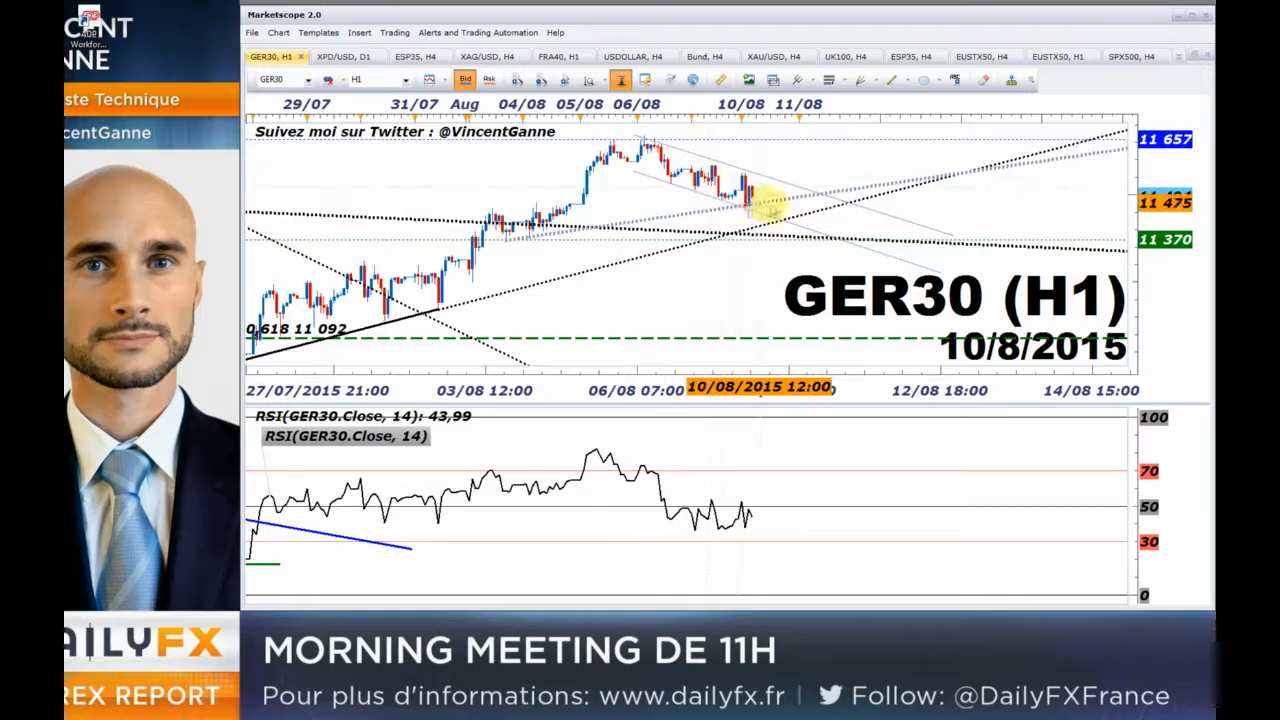 CENT
NNE
ste Technique
centGanne
ADP
Workfor...
Marketscope 2.0
File Chart Templates Insert Trading Alerts and Trading Automation Help
GER30, H1 XPD/USD, D1 ESP35, H4 XAG/USD, H4 FRA40, H1 USDOLLAR, H4 Bund, H4 XAU/USD, H4 UK100, H4 ESP35, H4 EUSTX50, H4 EUSTX50, H1 SPX500, H4
GER30 H1 Bid Ask
29/07 31/07 Aug 04/08 05/08 06/08 10/08 11/08
Suivez moi sur Twitter : @VincentGanne
11 657
11 475
11 370
GER30 (H1)
0,618 11 092
10/8/2015
27/07/2015 21:00 03/08 12:00 06/08 07:00 10/08/2015 12:00 12/08 18:00 14/08 15:00
RSI(GER30.Close, 14): 43,99
RSI(GER30.Close, 14)
100
70
50
30
0
AILYFX
REX REPORT
MORNING MEETING DE 11H
Pour plus d'informations: www.dailyfx.fr | Follow: @DailyFXFrance